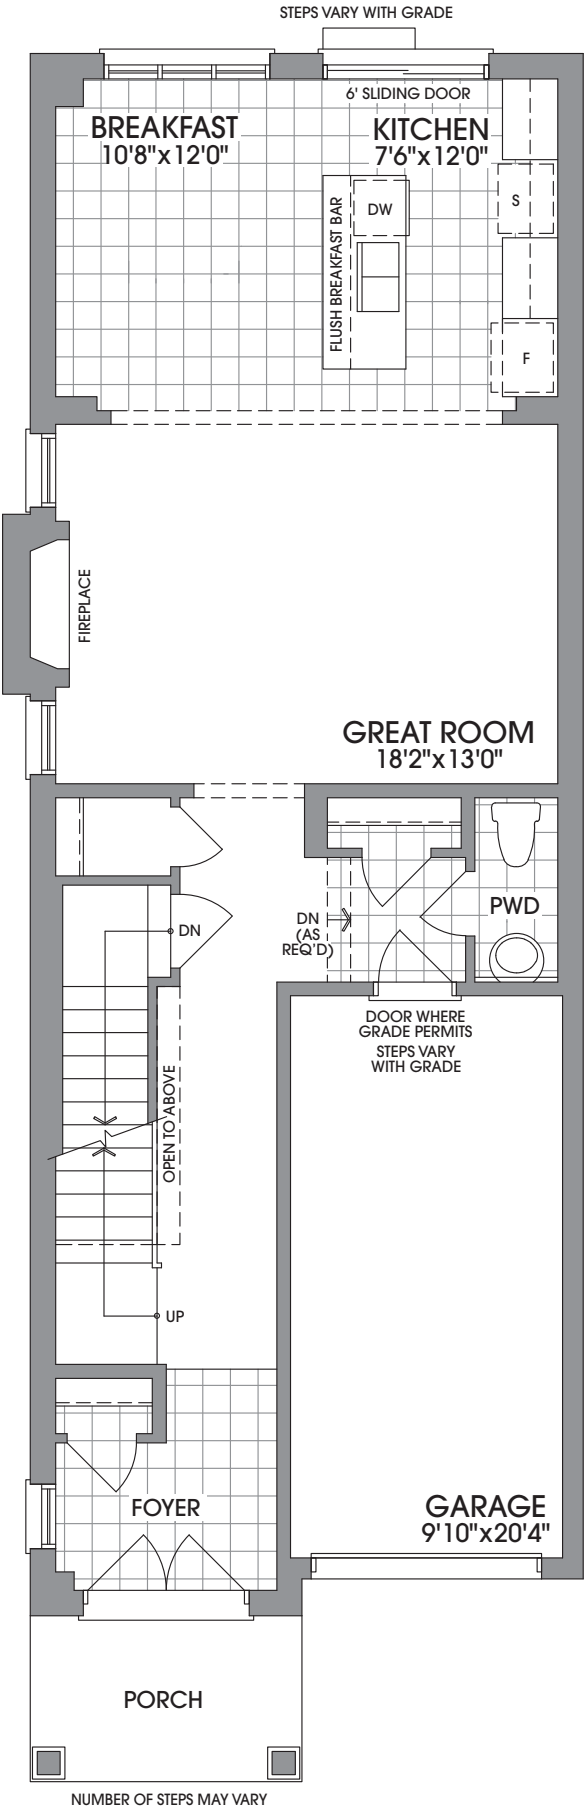 STEPS VARY WITH GRADE
6' SLIDING DOOR
BREAKFAST
10'8"x12'0"
KITCHEN
7'6"x12'0"
DW
S
FLUSH BREAKFAST BAR
F
FIREPLACE
GREAT ROOM
18'2"x13'0"
PWD
DN
DN
(AS
REQ'D)
DOOR WHERE
GRADE PERMITS
STEPS VARY
WITH GRADE
OPEN TO ABOVE
UP
FOYER
GARAGE
9'10"x20'4"
PORCH
NUMBER OF STEPS MAY VARY